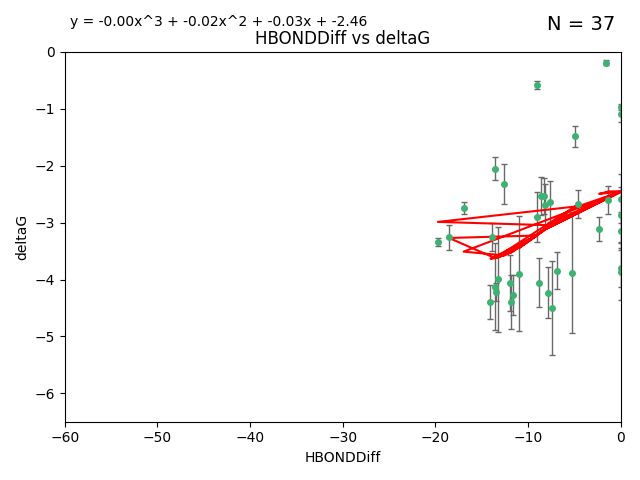 y = -0.00x^3 + -0.02x^2 + -0.03x + -2.46
N = 37
HBONDDiff vs deltaG
0
−1
−2
−3
−4
−5
−6
deltaG
−60 −50 −40 −30 −20 −10 0
HBONDDiff